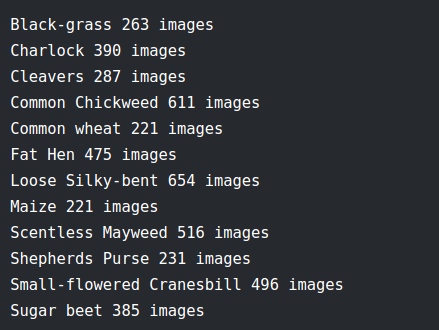 Black-grass 263 images
Charlock 390 images
Cleavers 287 images
Common Chickweed 611 images
Common wheat 221 images
Fat Hen 475 images
Loose Silky-bent 654 images
Maize 221 images
Scentless Mayweed 516 images
Shepherds Purse 231 images
Small-flowered Cranesbill 496 images
Sugar beet 385 images